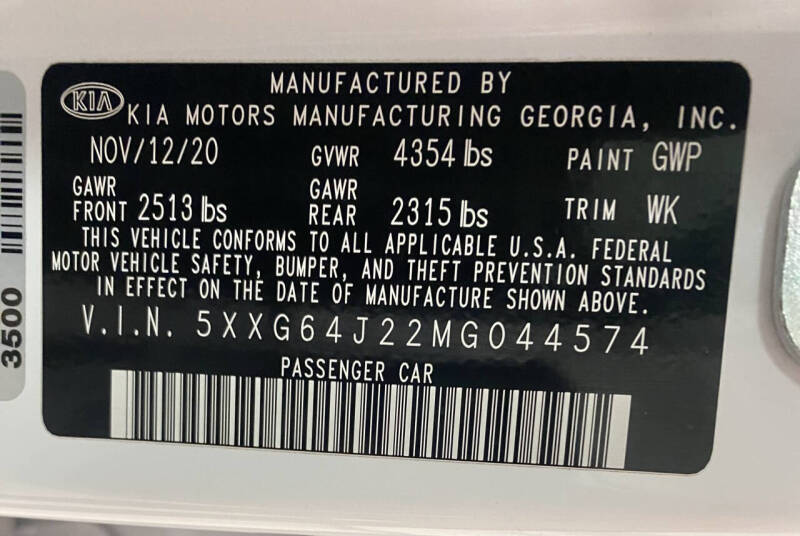 MANUFACTURED BY
KIA KIA MOTORS MANUFACTURING GEORGIA, INC.
NOV/12/20 GVWR 4354 lbs PAINT GWP
GAWR FRONT 2513 lbs GAWR REAR 2315 lbs TRIM WK
THIS VEHICLE CONFORMS TO ALL APPLICABLE U.S.A. FEDERAL
MOTOR VEHICLE SAFETY, BUMPER, AND THEFT PREVENTION STANDARDS
IN EFFECT ON THE DATE OF MANUFACTURE SHOWN ABOVE.
V.I.N. 5XXG64J22MG044574
PASSENGER CAR
3500